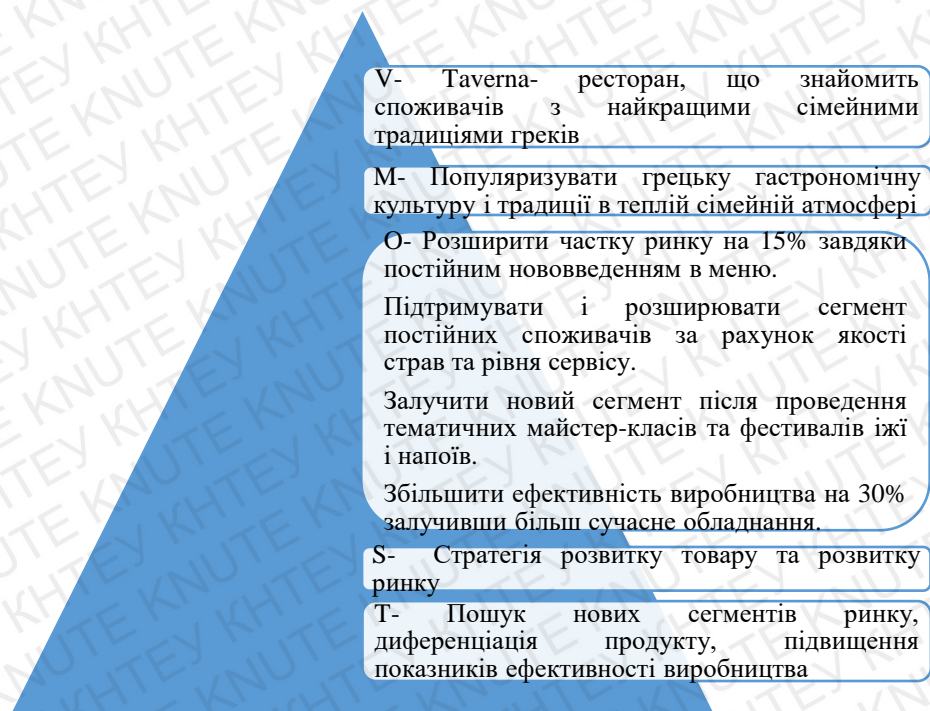 V- Taverna- ресторан, що знайомить
споживачів з найкращими сімейними
традиціями греків
М- Популяризувати грецьку гастрономічну
культуру і традиції в теплій сімейній атмосфері
О- Розширити частку ринку на 15% завдяки
постійним нововведенням в меню.
Підтримувати і розширювати сегмент
постійних споживачів за рахунок якості
страв та рівня сервісу.
Залучити новий сегмент після проведення
тематичних майстер-класів та фестивалів іжї
і напоїв.
Збільшити ефективність виробництва на 30%
залучивши більш сучасне обладнання.
S- Стратегія розвитку товару та розвитку
ринку
Т- Пошук нових сегментів ринку,
диференціація продукту, підвищення
показників ефективності виробництва